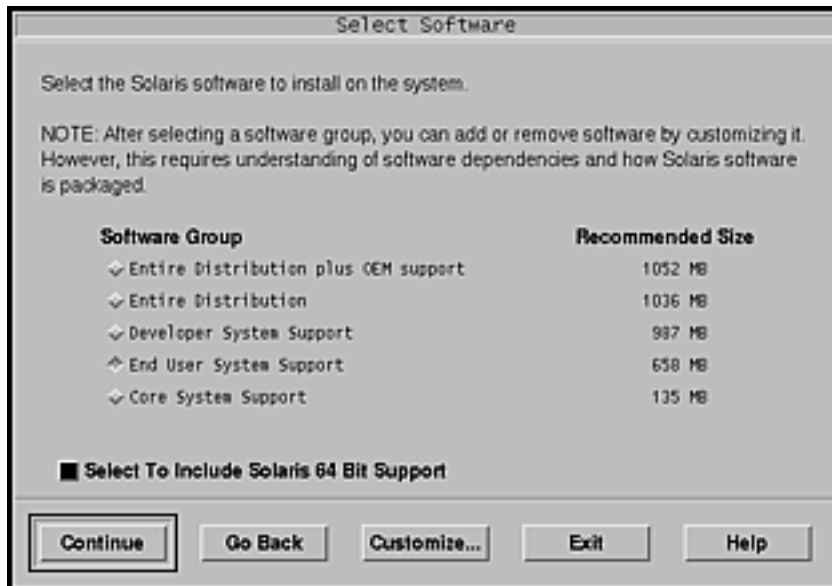 Select Software
Select the Solaris software to install on the system.
NOTE: After selecting a software group, you can add or remove software by customizing it.
However, this requires understanding of software dependencies and how Solaris software
is packaged.
Software Group Recommended Size
Entire Distribution plus OEM support 1052 MB
Entire Distribution 1036 MB
Developer System Support 987 MB
End User System Support 658 MB
Core System Support 135 MB
Select To Include Solaris 64 Bit Support
Continue Go Back Customize... Exit Help